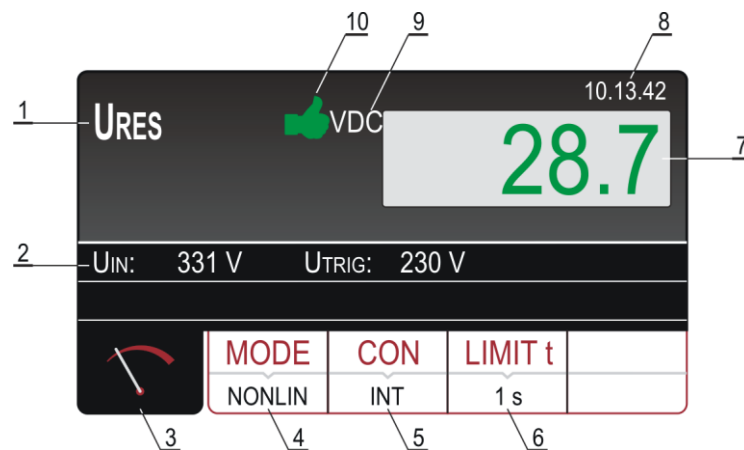 10 9 8
10.13.42
1 URES VDC 28.7 7
2 UIN: 331 V UTRIG: 230 V
MODE CON LIMIT t
NONLIN INT 1 s
3 4 5 6